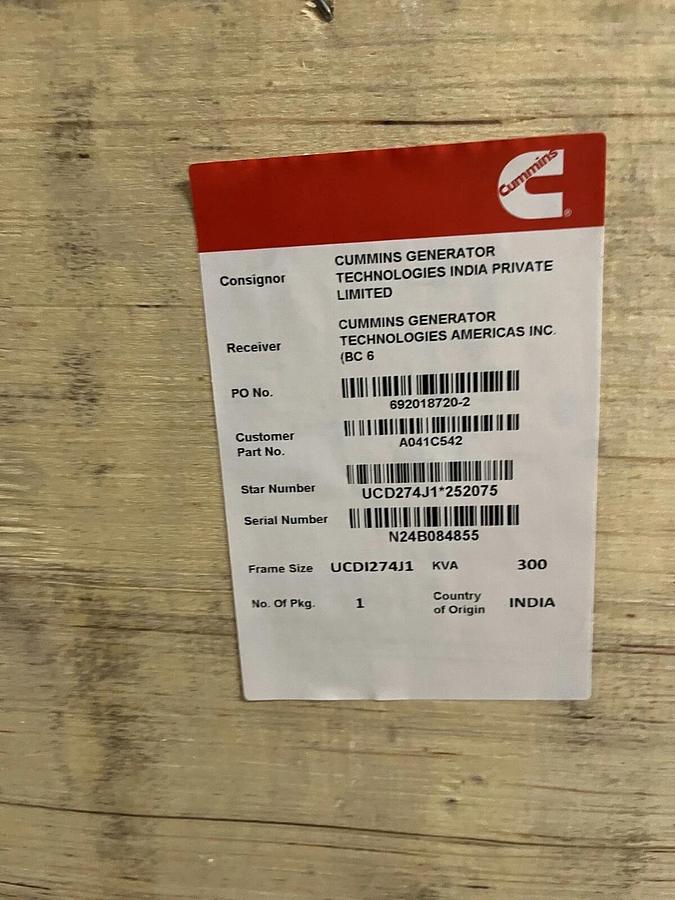 Cummins
Consignor CUMMINS GENERATOR
TECHNOLOGIES INDIA PRIVATE
LIMITED
Receiver CUMMINS GENERATOR
TECHNOLOGIES AMERICAS INC.
(BC 6
PO No.
692018720-2
Customer
Part No.
A041C542
Star Number
UCD274J1*252075
Serial Number
N24B084855
Frame Size UCDI274J1 KVA 300
No. Of Pkg. 1 Country
of Origin INDIA